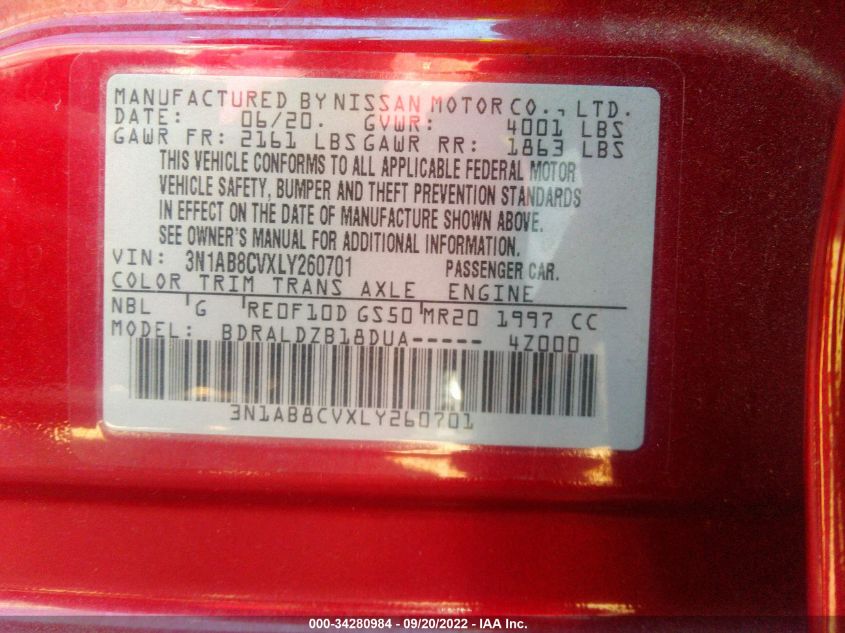 MANUFACTURED BY NISSAN MOTOR CO., LTD.
DATE: 06/20. GVWR: 4001 LBS
GAWR FR: 2161 LBS GAWR RR: 1863 LBS
THIS VEHICLE CONFORMS TO ALL APPLICABLE FEDERAL MOTOR
VEHICLE SAFETY, BUMPER AND THEFT PREVENTION STANDARDS
IN EFFECT ON THE DATE OF MANUFACTURE SHOWN ABOVE.
SEE OWNER'S MANUAL FOR ADDITIONAL INFORMATION.
VIN: 3N1AB8CVXLY260701 PASSENGER CAR.
COLOR TRIM TRANS AXLE ENGINE
NBL G RE0F10D GS50 MR20 1997 CC
MODEL: BDRALDZB18DUA----- 4Z000
3N1AB8CVXLY260701
000-34280984 - 09/20/2022 - IAA Inc.